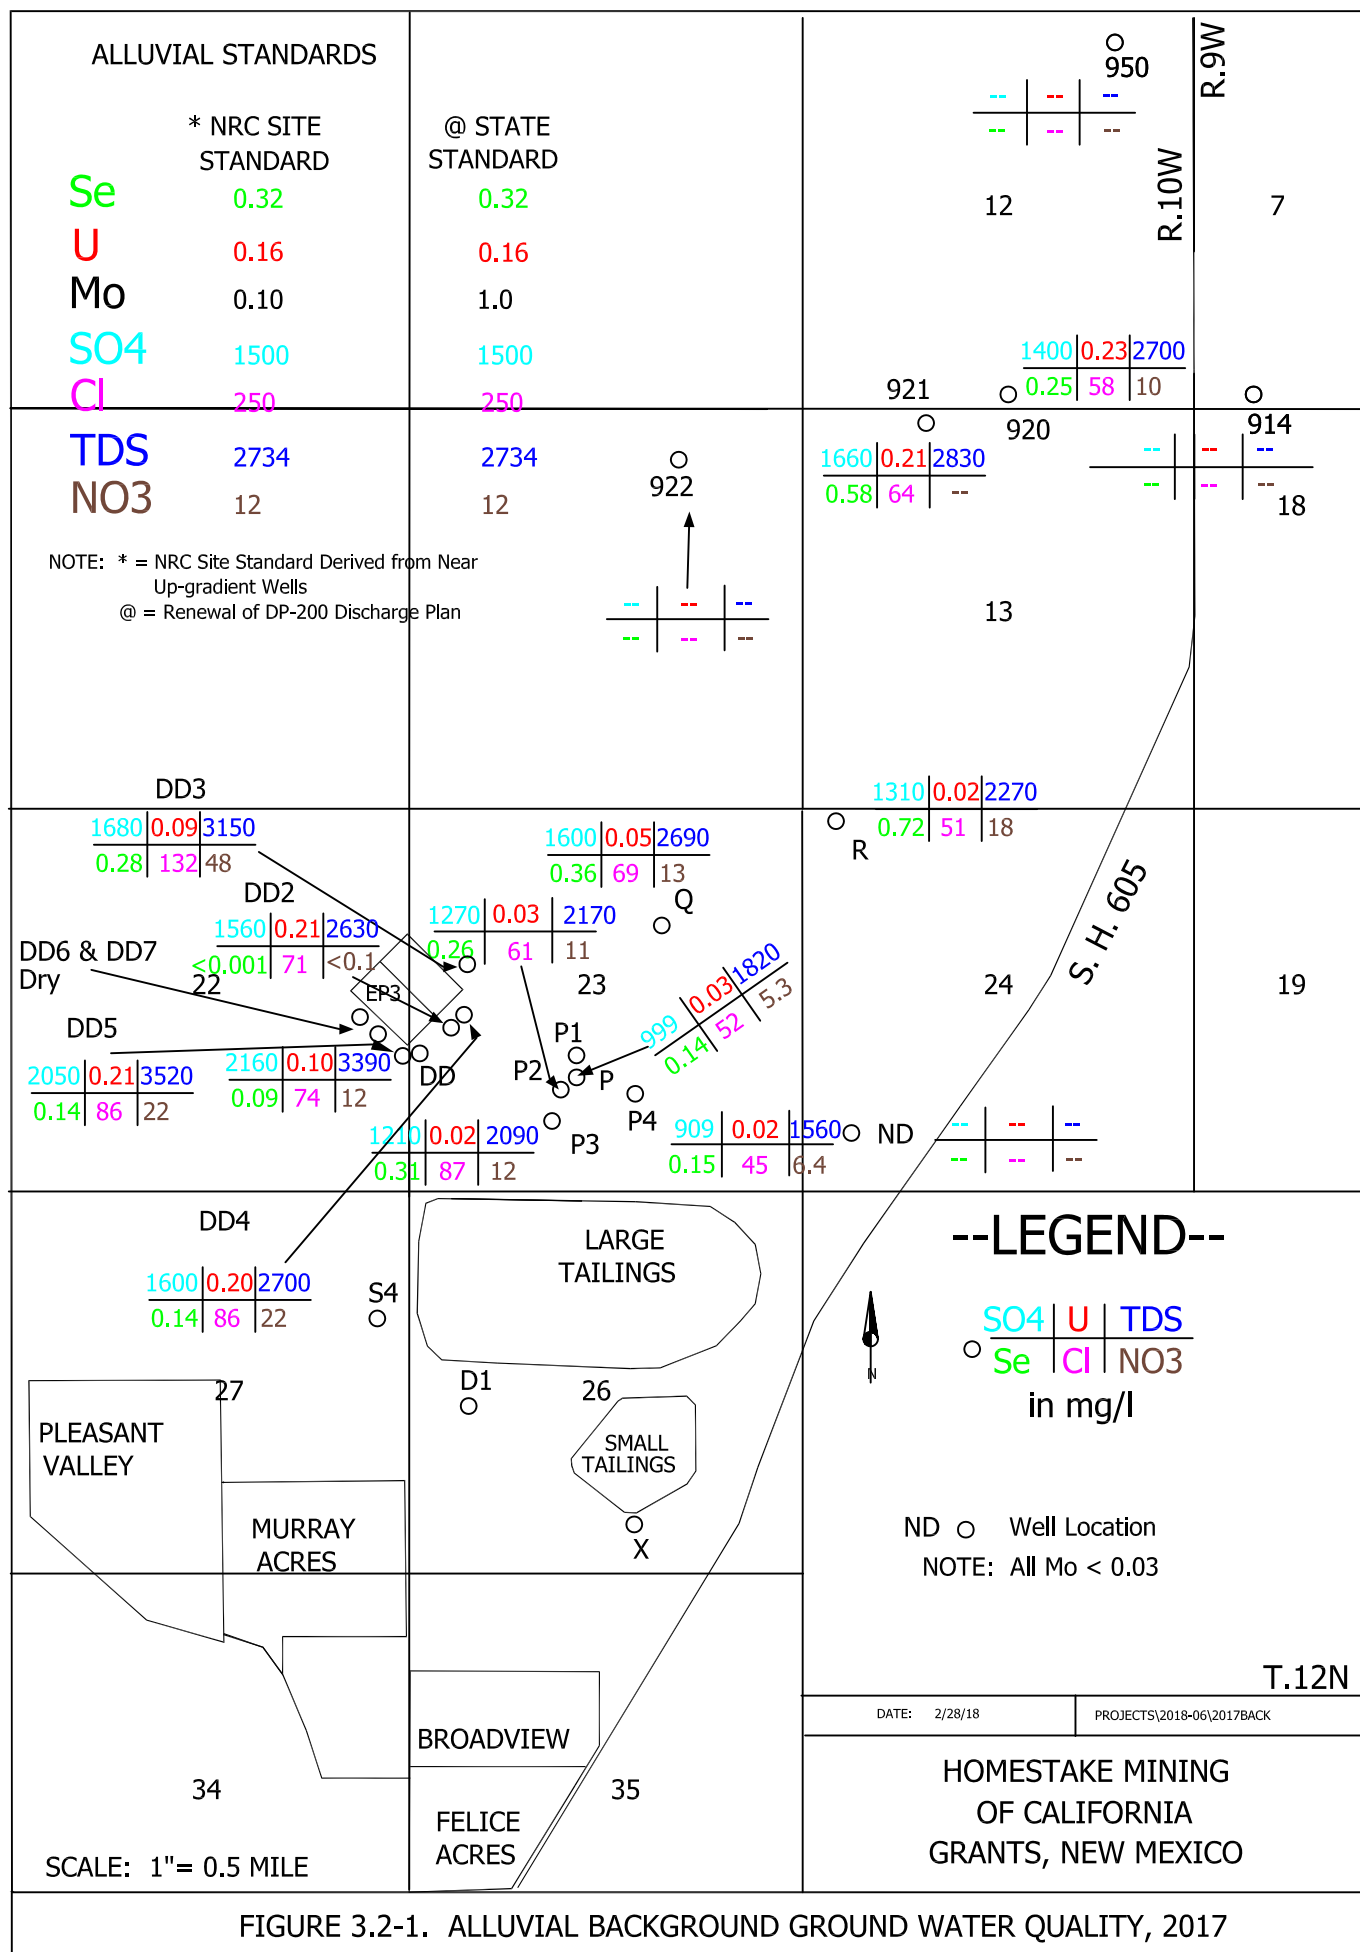 ALLUVIAL STANDARDS
* NRC SITE STANDARD
@ STATE STANDARD
Se 0.32 0.32
U 0.16 0.16
Mo 0.10 1.0
SO4 1500 1500
Cl 250 250
TDS 2734 2734
NO3 12 12
NOTE: * = NRC Site Standard Derived from Near
Up-gradient Wells
@ = Renewal of DP-200 Discharge Plan
950
-- -- --
-- -- --
R.9W
R.10W
12
7
1400 0.23 2700
0.25 58 10
921
920
914
1660 0.21 2830
0.58 64 --
-- -- --
-- -- --
18
922
-- -- --
-- -- --
13
DD3
1680 0.09 3150
0.28 132 48
1310 0.02 2270
0.72 51 18
R
1600 0.05 2690
0.36 69 13
Q
DD2
1560 0.21 2630
<0.001 71 <0.1
1270 0.03 2170
0.26 61 11
DD6 & DD7
Dry
22
EP3
23
999 0.03 1820
0.14 52 5.3
24
19
S. H. 605
DD5
2050 0.21 3520
0.14 86 22
2160 0.10 3390
0.09 74 12
DD
P1
P2
P
P4
P3
1210 0.02 2090
0.31 87 12
909 0.02 1560
0.15 45 6.4
ND
-- -- --
-- -- --
DD4
1600 0.20 2700
0.14 86 22
S4
LARGE
TAILINGS
--LEGEND--
SO4 U TDS
Se Cl NO3
in mg/l
N
27
D1
26
PLEASANT
VALLEY
SMALL
TAILINGS
MURRAY
ACRES
X
ND Well Location
NOTE: All Mo < 0.03
T.12N
DATE: 2/28/18
PROJECTS\2018-06\2017BACK
BROADVIEW
34
35
FELICE
ACRES
HOMESTAKE MINING
OF CALIFORNIA
GRANTS, NEW MEXICO
SCALE: 1"= 0.5 MILE
FIGURE 3.2-1. ALLUVIAL BACKGROUND GROUND WATER QUALITY, 2017